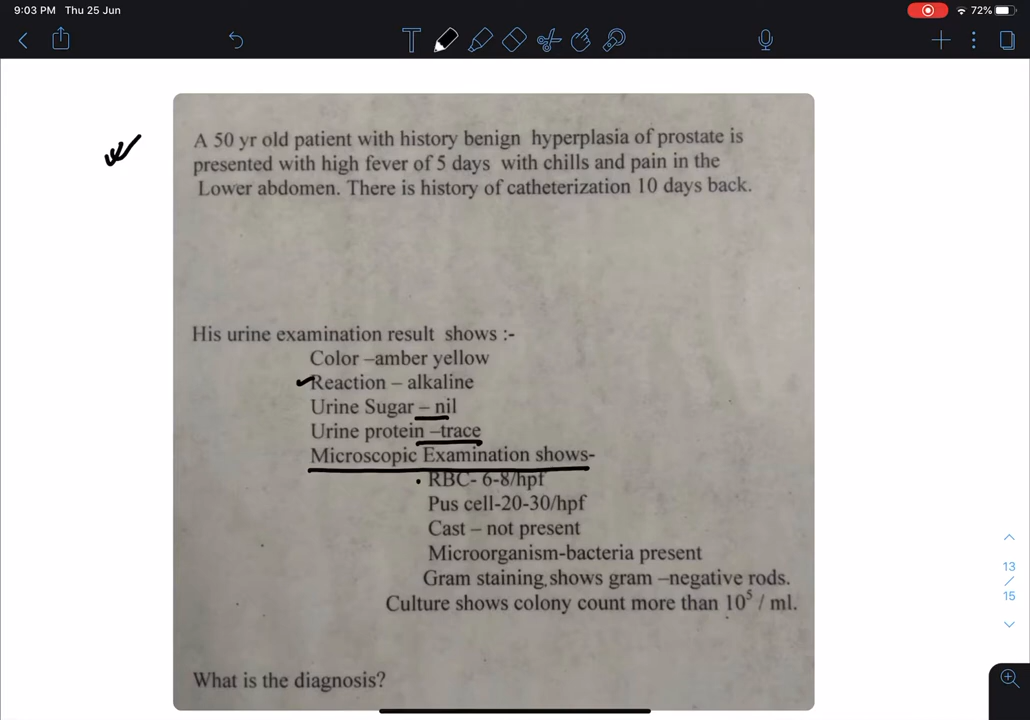 9:03 PM Thu 25 Jun
72%
A 50 yr old patient with history benign hyperplasia of prostate is
presented with high fever of 5 days with chills and pain in the
Lower abdomen. There is history of catheterization 10 days back.
His urine examination result shows :-
Color –amber yellow
Reaction – alkaline
Urine Sugar – nil
Urine protein –trace
Microscopic Examination shows-
RBC- 6-8/hpf
Pus cell-20-30/hpf
Cast – not present
Microorganism-bacteria present
Gram staining shows gram –negative rods.
Culture shows colony count more than 10⁵ / ml.
What is the diagnosis?
13
/
15